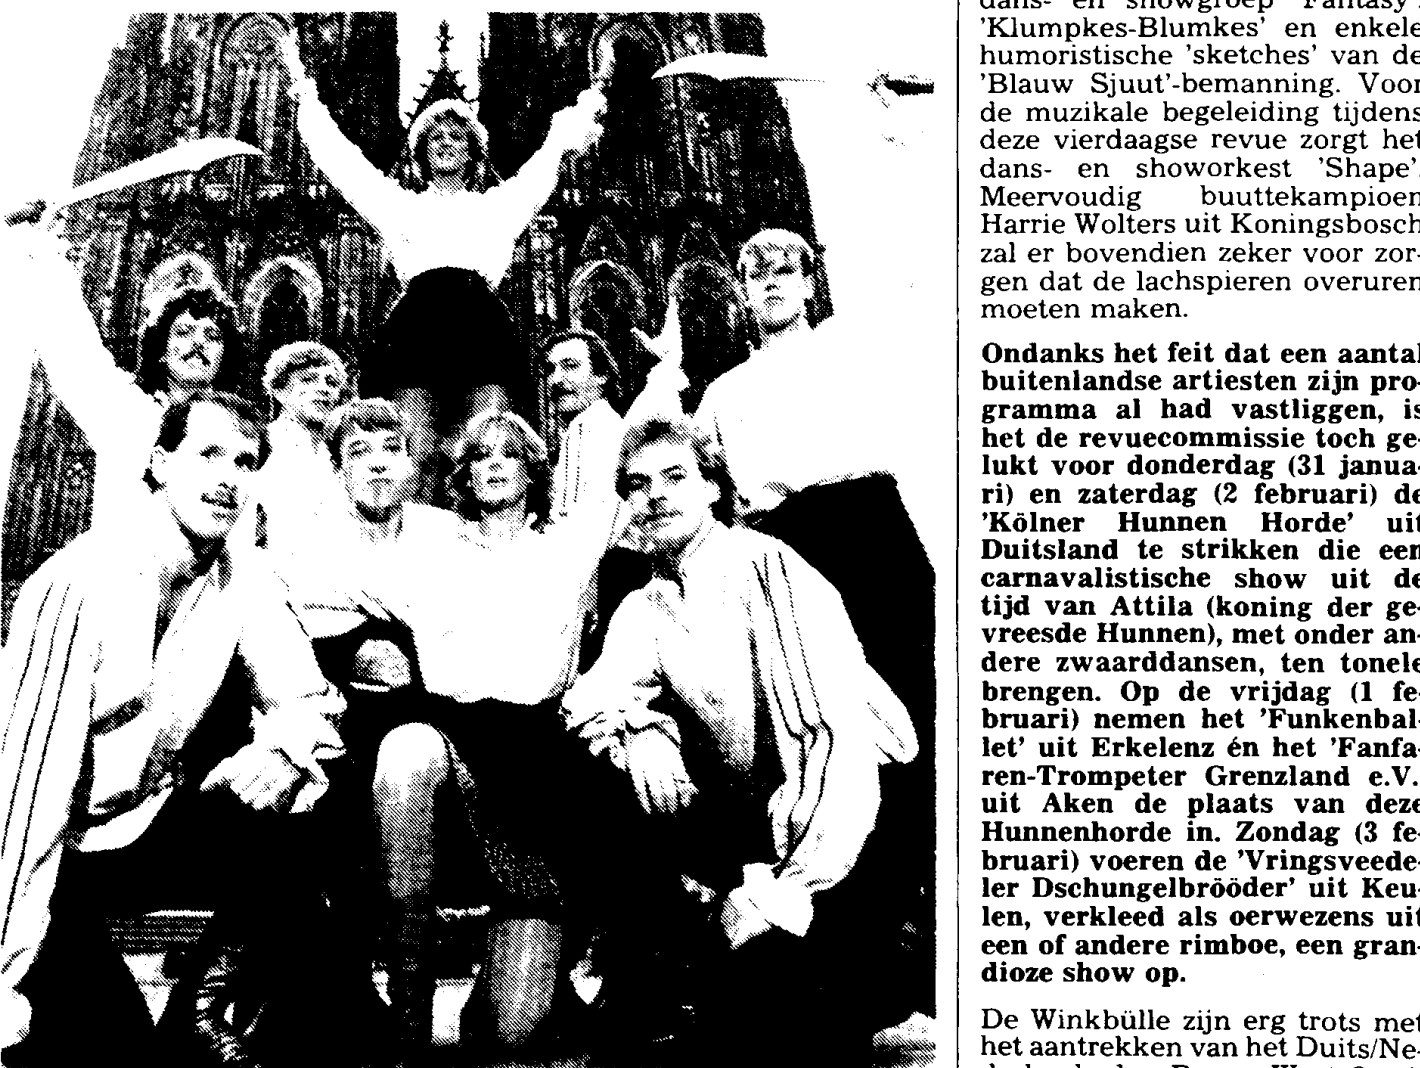 dans- en showgroep 'Fantasy',
'Klumpkes-Blumkes' en enkele
humoristische 'sketches' van de
'Blauw Sjuut'-bemanning. Voor
de muzikale begeleiding tijdens
deze vierdaagse revue zorgt het
dans- en showorkest 'Shape'.
Meervoudig buuttekampioen
Harrie Wolters uit Koningsbosch
zal er bovendien zeker voor zor-
gen dat de lachspieren overuren
moeten maken.
Ondanks het feit dat een aantal
buitenlandse artiesten zijn pro-
gramma al had vastliggen, is
het de revuecommissie toch ge-
lukt voor donderdag (31 janua-
ri) en zaterdag (2 februari) de
'Kölner Hunnen Horde' uit
Duitsland te strikken die een
carnavalistische show uit de
tijd van Attila (koning der ge-
vreesde Hunnen), met onder an-
dere zwaarddansen, ten tonele
brengen. Op de vrijdag (1 fe-
bruari) nemen het 'Funkenbal-
let' uit Erkelenz én het 'Fanfa-
ren-Trompeter Grenzland e.V.'
uit Aken de plaats van deze
Hunnenhorde in. Zondag (3 fe-
bruari) voeren de 'Vringsveede-
ler Dschungelbrööder' uit Keu-
len, verkleed als oerwezens uit
een of andere rimboe, een gran-
dioze show op.
De Winkbülle zijn erg trots met
het aantrekken van het Duits/Ne-